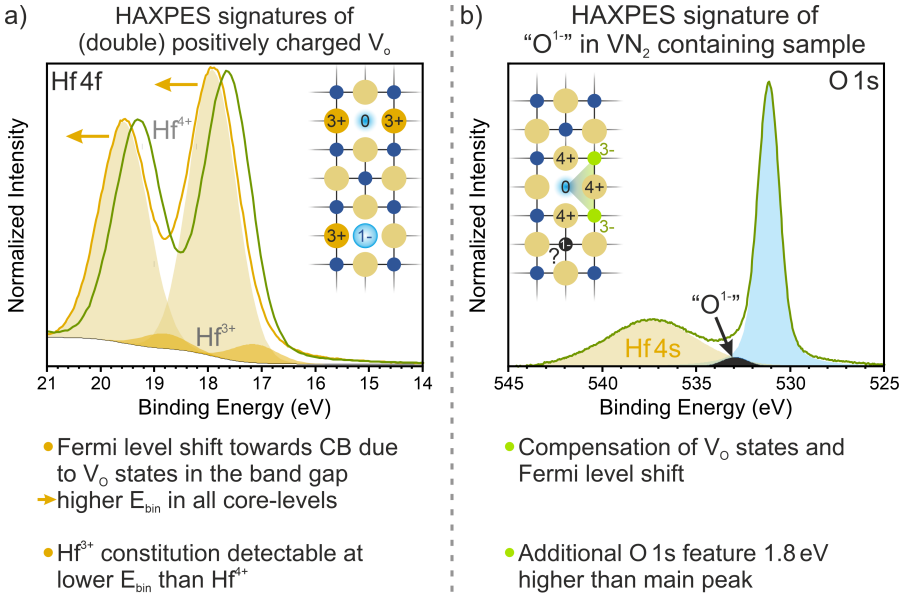 a)
HAXPES signatures of
(double) positively charged Vₒ
Hf 4f
Hf⁴⁺
Hf³⁺
3+ 0 3+
3+ 1-
Normalized Intensity
21 20 19 18 17 16 15 14
Binding Energy (eV)
Fermi level shift towards CB due
to V_O states in the band gap
higher E_bin in all core-levels
Hf³⁺ constitution detectable at
lower E_bin than Hf⁴⁺
b)
HAXPES signature of
“O¹⁻” in VN₂ containing sample
O 1s
4+ 3-
0 4+
4+
3-
1-
?
“O¹⁻”
Hf 4s
Normalized Intensity
545 540 535 530 525
Binding Energy (eV)
Compensation of V_O states and
Fermi level shift
Additional O 1s feature 1.8 eV
higher than main peak